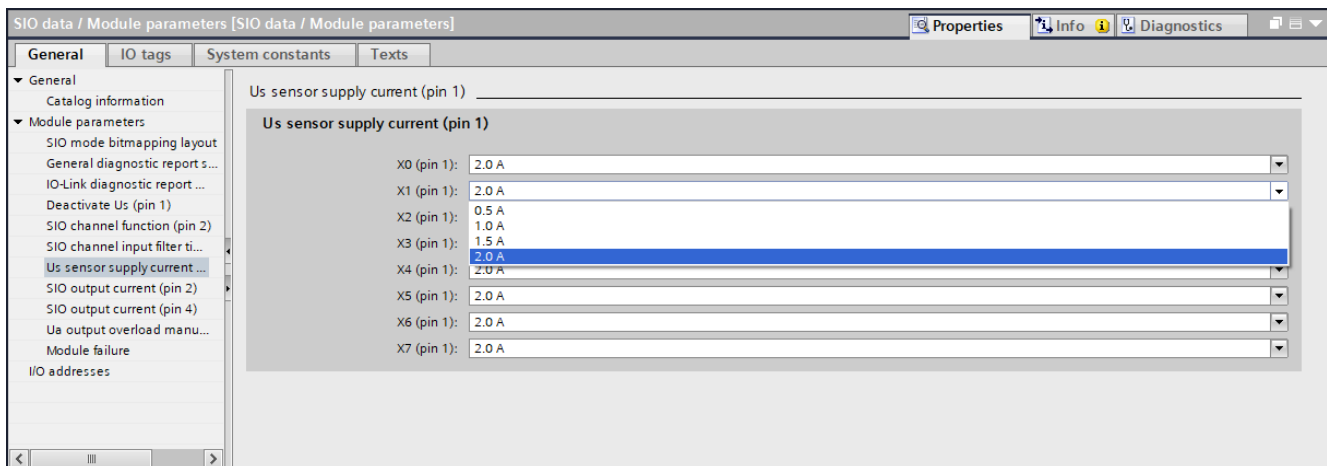 SIO data / Module parameters [SIO data / Module parameters]
Properties
Info
Diagnostics
General
IO tags
System constants
Texts
General
Catalog information
Module parameters
SIO mode bitmapping layout
General diagnostic report s...
IO-Link diagnostic report ...
Deactivate Us (pin 1)
SIO channel function (pin 2)
SIO channel input filter ti...
Us sensor supply current ...
SIO output current (pin 2)
SIO output current (pin 4)
Ua output overload manu...
Module failure
I/O addresses
Us sensor supply current (pin 1)
Us sensor supply current (pin 1)
X0 (pin 1): 2.0 A
X1 (pin 1): 2.0 A
0.5 A
1.0 A
1.5 A
2.0 A
X2 (pin 1):
X3 (pin 1):
X4 (pin 1): 2.0 A
X5 (pin 1): 2.0 A
X6 (pin 1): 2.0 A
X7 (pin 1): 2.0 A